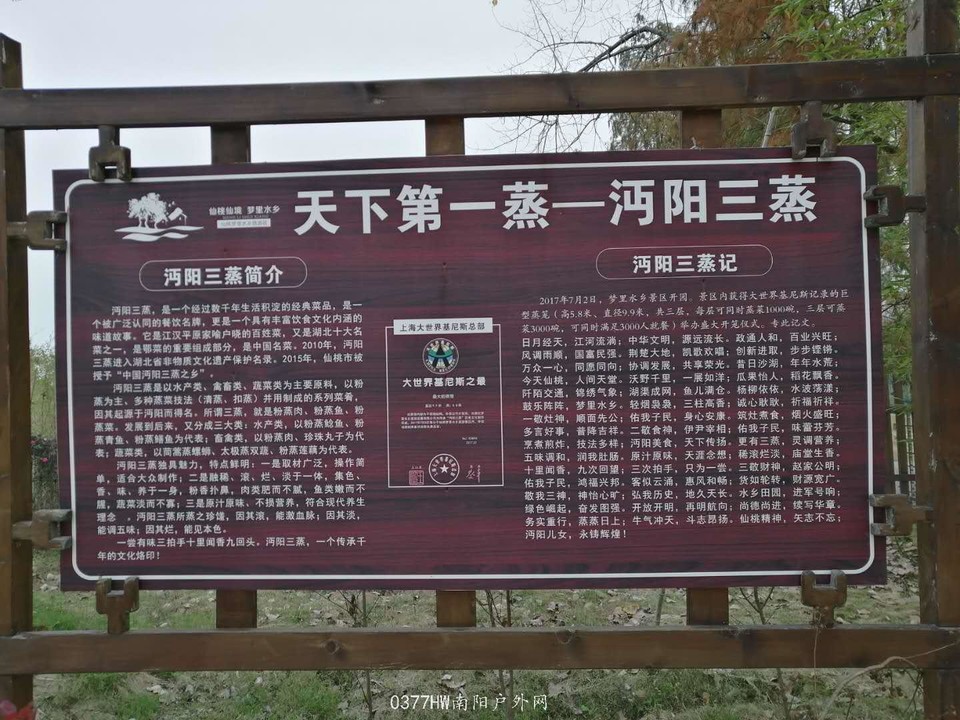 仙桃仙境 梦里水乡
天下第一蒸—沔阳三蒸
沔阳三蒸简介
沔阳三蒸，是一个经过数千年生活积淀的经典菜品，是一
个被广泛认同的餐饮名牌，更是一个具有丰富饮食文化内涵的
味道故事。它是江汉平原家喻户晓的百姓菜，又是湖北十大名
菜之一，是鄂菜的重要组成部分，是中国名菜。2010年，沔阳
三蒸进入湖北省非物质文化遗产保护名录。2015年，仙桃市被
授予“中国沔阳三蒸之乡”。
沔阳三蒸是以水产类、禽畜类、蔬菜类为主要原料，以粉
蒸为主、多种蒸菜技法（清蒸、扣蒸）并用制成的系列菜肴，
因其起源于沔阳而得名。所谓三蒸，就是粉蒸肉、粉蒸鱼、粉
蒸菜。发展到后来，又分成三大类：水产类，以粉蒸鲶鱼、粉
蒸青鱼、粉蒸鳝鱼为代表；畜禽类，以粉蒸肉、珍珠丸子为代
表；蔬菜类，以茼蒿蒸螺蛳、太极蒸双蔬、粉蒸莲藕为代表。
沔阳三蒸独具魅力，特点鲜明：一是取材广泛，操作简
单，适合大众制作；二是融稀、滚、烂、淡于一体，集色、
香、味、养于一身，粉香扑鼻，肉类肥而不腻，鱼类嫩而不
腥，蔬菜淡而不寡；三是原汁原味、不损营养，符合现代养生
理念 。沔阳三蒸所蒸之珍馐，因其滚，能激血脉；因其淡，
能调五味；因其烂，能见本色。
一尝有味三拍手十里闻香九回头。沔阳三蒸，一个传承千
年的文化烙印！
上海大世界基尼斯总部
大世界基尼斯之最
沔阳三蒸记
2017年7月2日，梦里水乡景区开园。景区内获得大世界基尼斯记录的巨
型蒸笼（高5.8米、直径9.9米，共三层，每层可同时蒸菜1000碗，三层可蒸
菜3000碗，可同时满足3000人就餐）举办盛大开笼仪式。专此记文。
日月经天，江河流淌；中华文明，源远流长。政通人和，百业兴旺；
风调雨顺，国富民强。荆楚大地，凯歌欢唱；创新进取，步步铿锵。
万众一心，同愿同向；协调发展，共享荣光。昔日沙湖，年年水荒；
今天仙桃，人间天堂。沃野千里，一展如洋；瓜果怡人，稻花飘香。
阡陌交通，锦绣气象；湖渠成网，鱼儿满仓。杨柳依依，水波荡漾；
鼓乐阵阵，梦里水乡。轻烟袅袅，三柱高香；诚心耿耿，祈福祈祥。
一敬灶神，顺面先公；佑我子民，身心安康。筑灶煮食，烟火盛旺；
多言好事，普降吉祥。二敬食神，伊尹宰相；佑我子民，味蕾芬芳。
烹煮煎炸，技法多样；沔阳美食，天下传扬。更有三蒸，灵调营养；
五味调和，润我肚肠。原汁原味，天涯念想；稀滚烂淡，庙堂生香。
十里闻香，九次回望；三次拍手，只为一尝。三敬财神，赵家公明；
佑我子民，鸿福兴邦，客似云涌，惠风和畅；货如轮转，财源宽广。
敬我三神，神怡心旷；弘我历史，地久天长。水乡田园，进军号响；
绿色崛起，奋发图强。开放开明，再明航向；尚德尚进，续写华章。
务实重行，蒸蒸日上；牛气冲天，斗志昂扬。仙桃精神，矢志不忘；
沔阳儿女，永铸辉煌！
0377HW南阳户外网